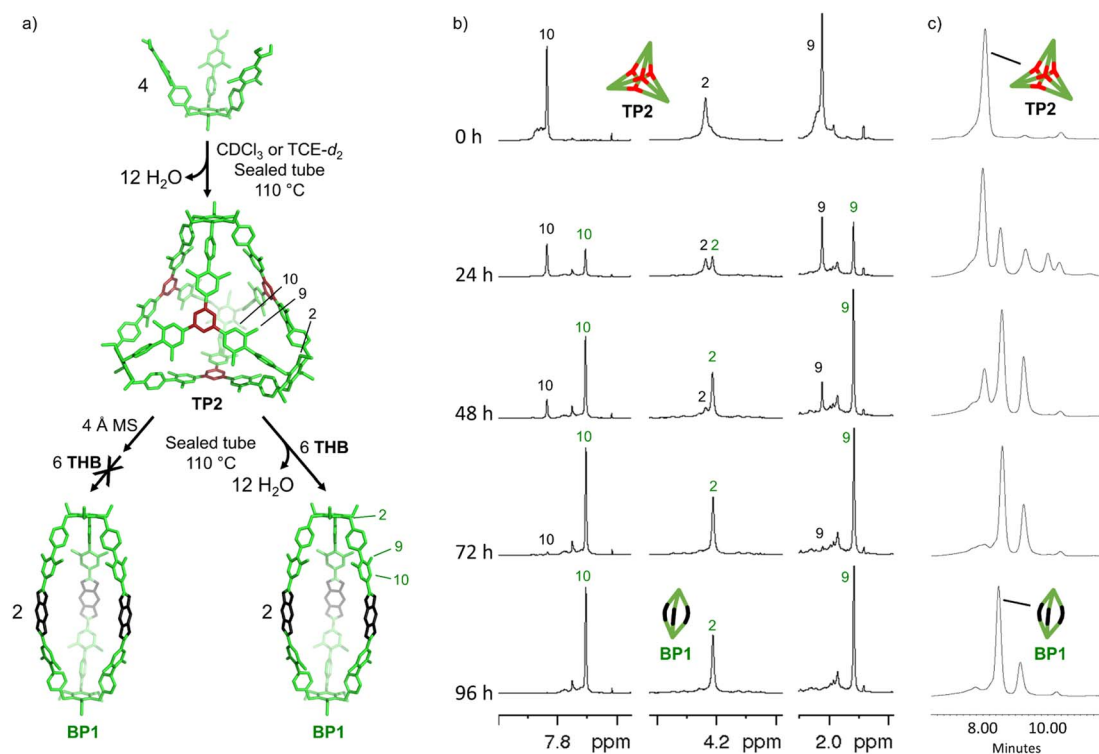 a)
4
CDCl3 or TCE-d2
Sealed tube
110 °C
12 H2O
10
9
2
TP2
4 Å MS
6 THB
Sealed tube
110 °C
6 THB
12 H2O
2
2
9
10
2
BP1
BP1
b)
10
2
9
TP2
0 h
10
10
2
2
9
9
24 h
10
10
2
2
9
9
48 h
10
10
2
9
9
72 h
10
2
9
BP1
96 h
7.8 ppm
4.2 ppm
2.0 ppm
c)
TP2
BP1
8.00 10.00
Minutes